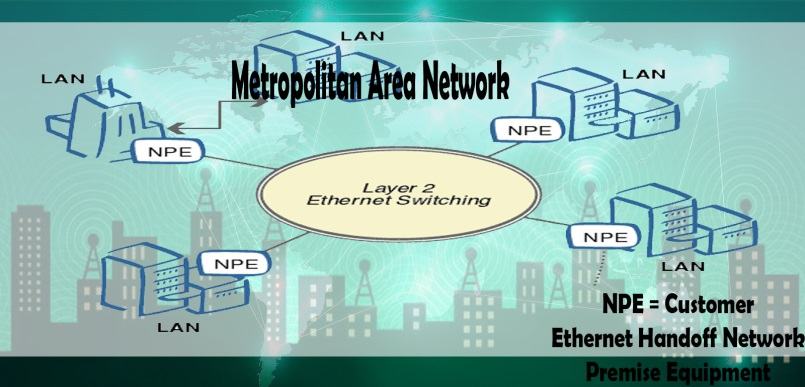 LAN
LAN
Metropolitan Area Network
LAN
NPE
NPE
Layer 2
Ethernet Switching
NPE
NPE
LAN
LAN
NPE = Customer
Ethernet Handoff Network
Premise Equipment